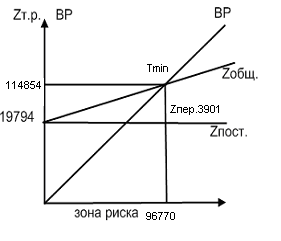 Zт.р. ВР
ВР
Tmin
Zобщ.
114854
Zпер.3901
19794
Zпост.
зона риска
96770